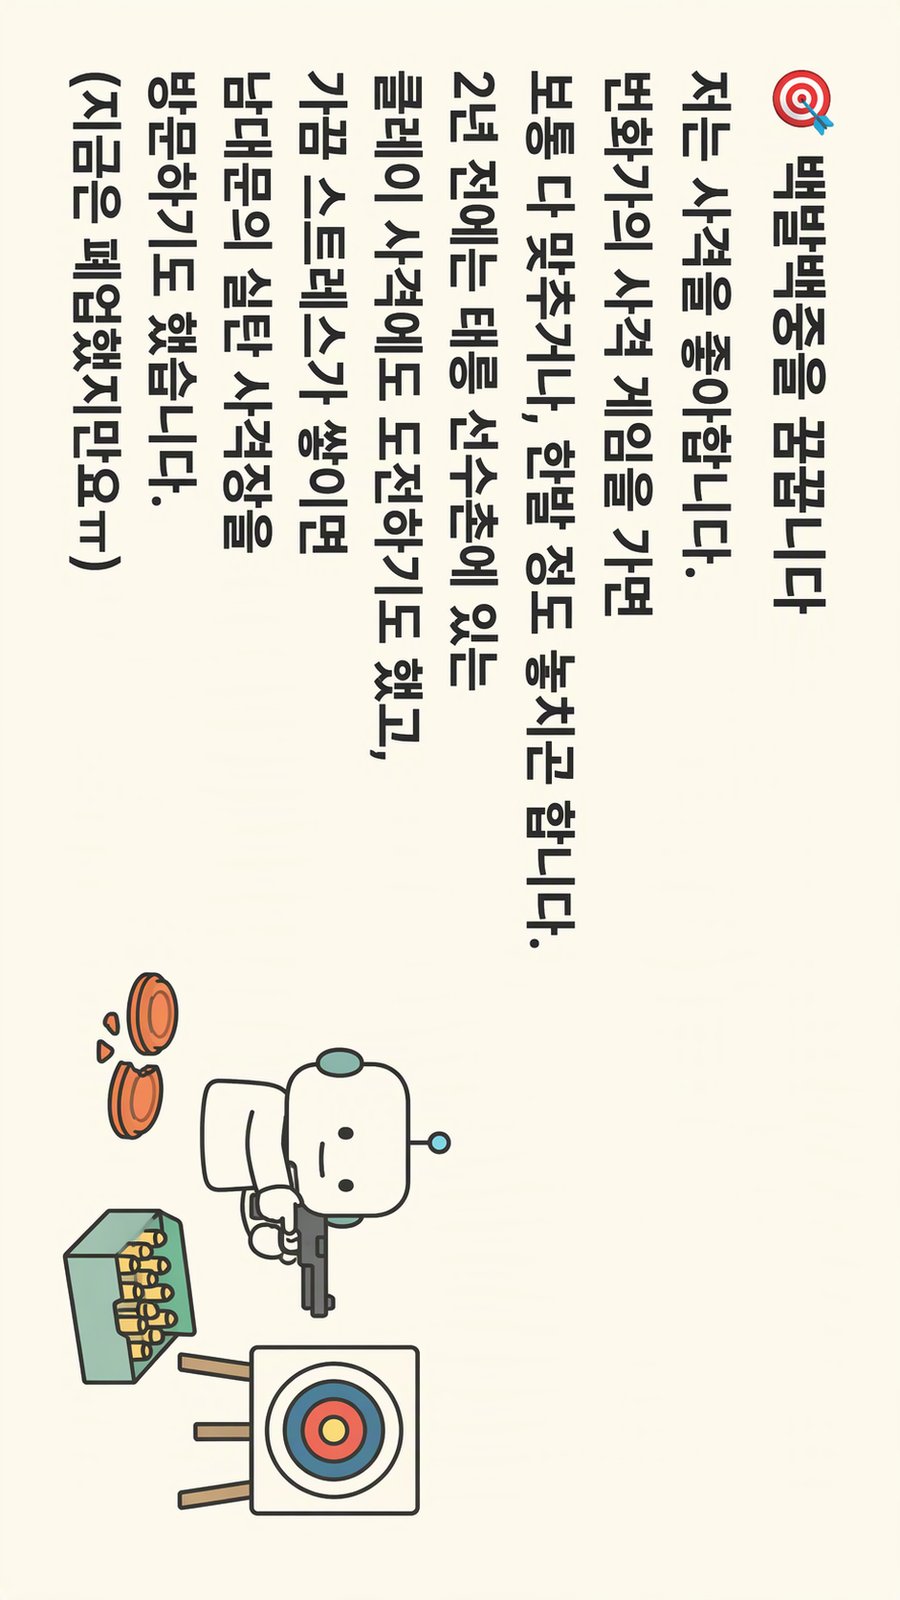 🎯 백발백중을 꿈꿉니다
저는 사격을 좋아합니다.
번화가의 사격 게임을 가면
보통 다 맞추거나, 한발 정도 놓치곤 합니다.
2년 전에는 태릉 선수촌에 있는
클레이 사격에도 도전하기도 했고,
가끔 스트레스가 쌓이면
남대문의 실탄 사격장을
방문하기도 했습니다.
(지금은 폐업했지만요ㅠ)